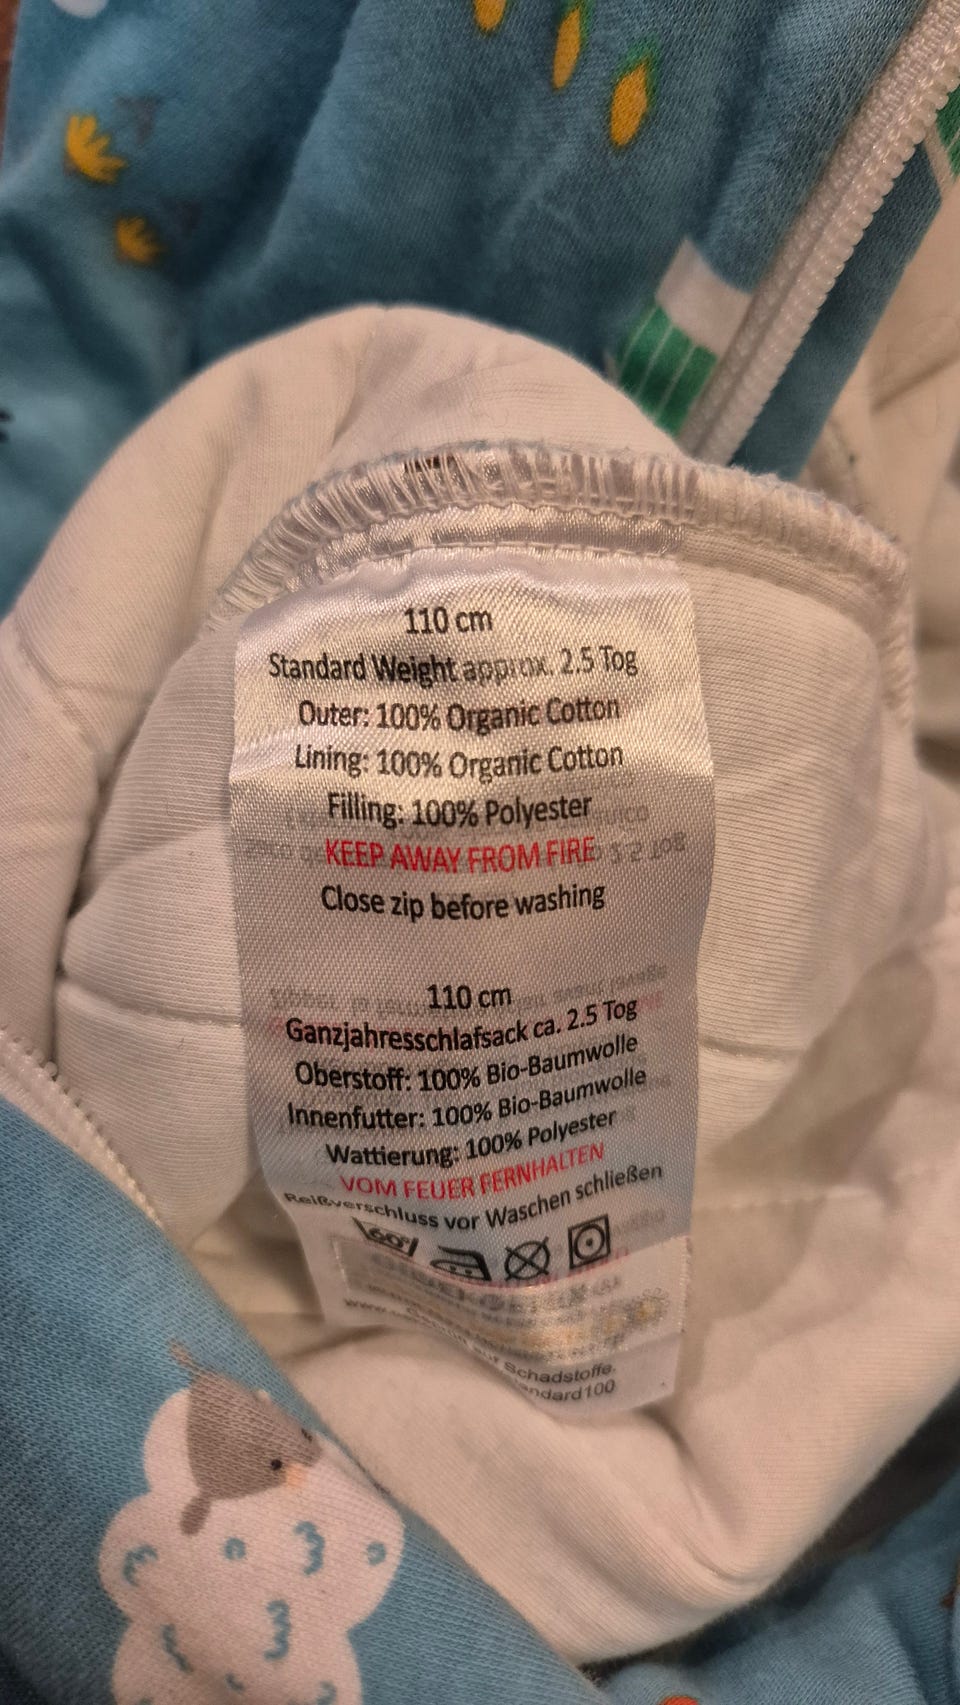 110 cm
Standard Weight approx. 2.5 Tog
Outer: 100% Organic Cotton
Lining: 100% Organic Cotton
Filling: 100% Polyester
KEEP AWAY FROM FIRE
Close zip before washing
110 cm
Ganzjahresschlafsack ca. 2.5 Tog
Oberstoff: 100% Bio-Baumwolle
Innenfutter: 100% Bio-Baumwolle
Wattierung: 100% Polyester
VOM FEUER FERNHALTEN
Reißverschluss vor Waschen schließen
60°
Schadstoffe.